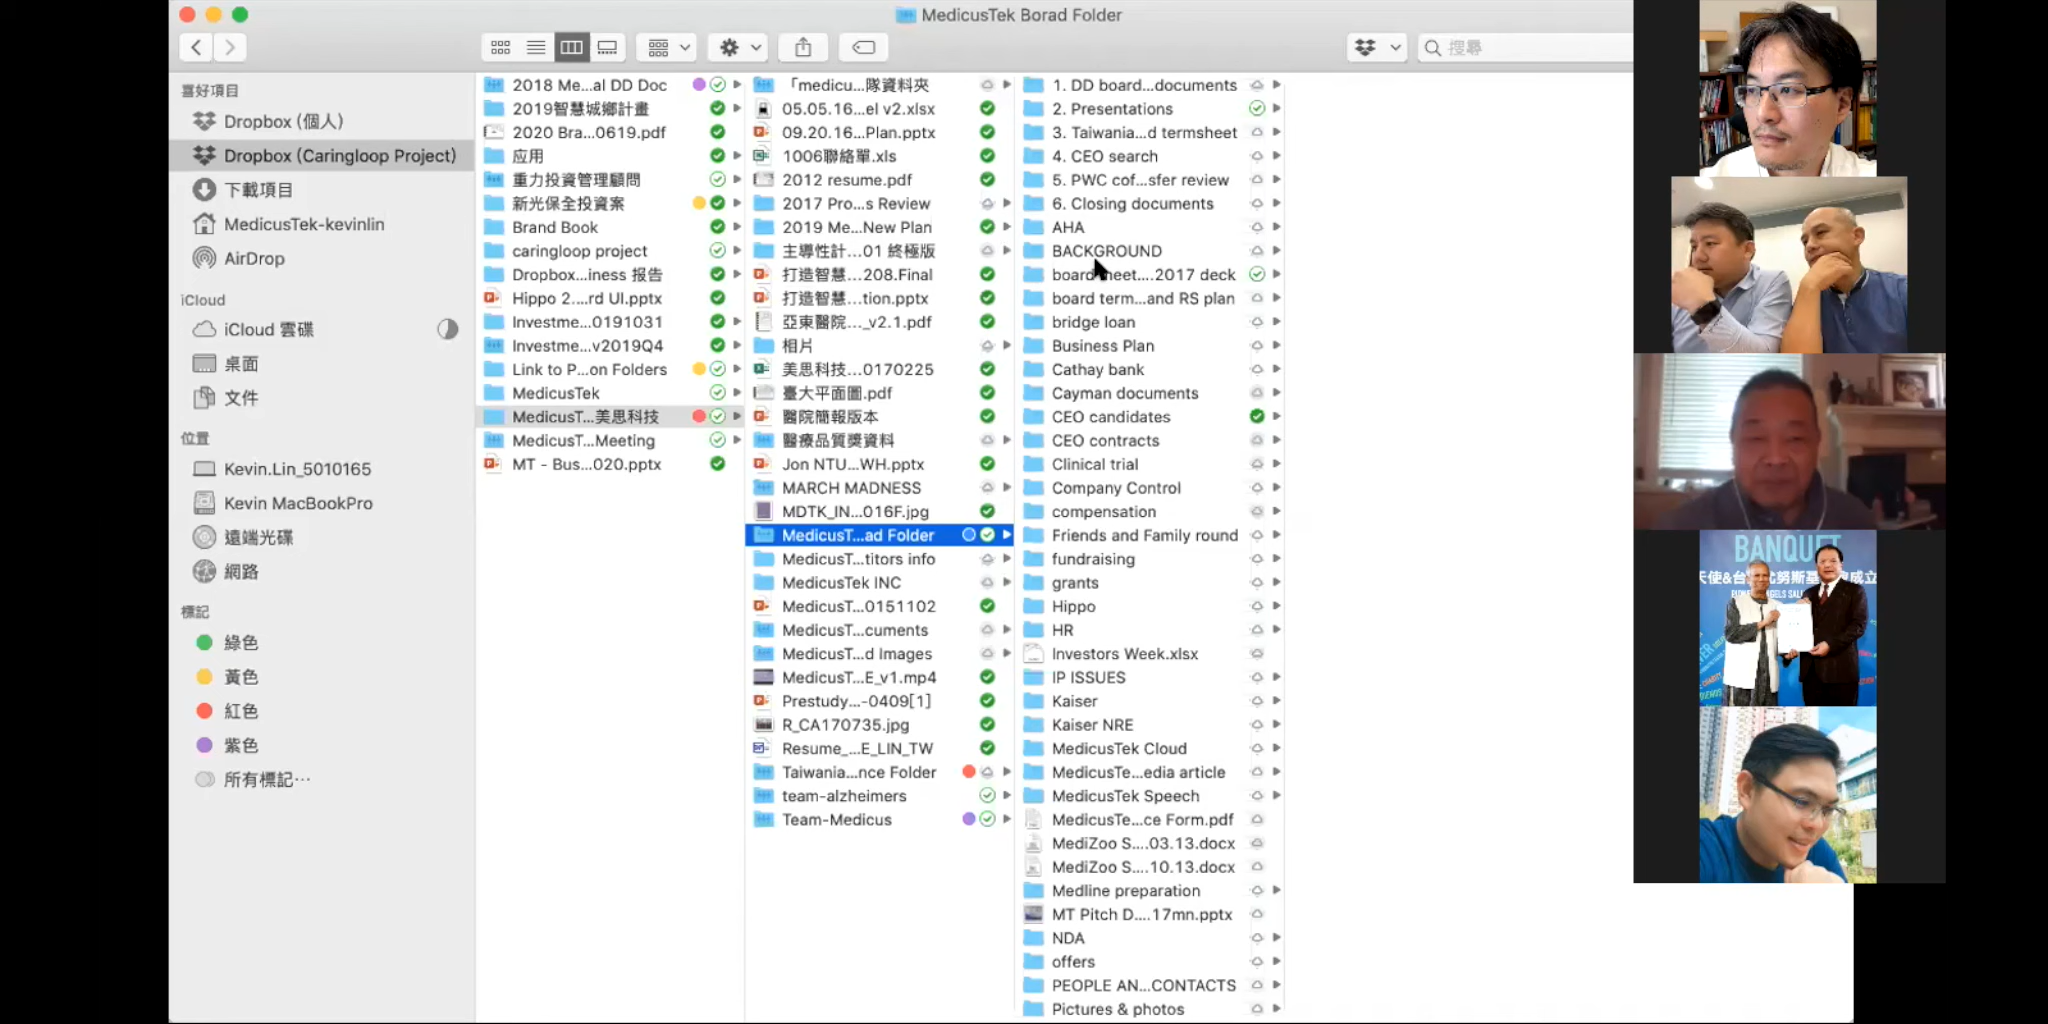 MedicusTek Borad Folder
搜尋
喜好項目
Dropbox (個人)
Dropbox (Caringloop Project)
下載項目
MedicusTek-kevinlin
AirDrop
iCloud
iCloud 雲碟
桌面
文件
位置
Kevin.Lin_5010165
Kevin MacBookPro
遠端光碟
網路
標記
綠色
黃色
紅色
紫色
所有標記…
2018 Me...al DD Doc
2019智慧城鄉計畫
2020 Bra...0619.pdf
应用
重力投資管理顧問
新光保全投資案
Brand Book
caringloop project
Dropbox...iness 报告
Hippo 2....rd UI.pptx
Investme...0191031
Investme...v2019Q4
Link to P...on Folders
MedicusTek
MedicusT...美思科技
MedicusT...Meeting
MT - Bus...020.pptx
「medicu...隊資料夾
05.05.16...el v2.xlsx
09.20.16...Plan.pptx
1006聯絡單.xls
2012 resume.pdf
2017 Pro...s Review
2019 Me...New Plan
主導性計...01 終極版
打造智慧...208.Final
打造智慧...tion.pptx
亞東醫院..._v2.1.pdf
相片
美思科技...0170225
臺大平面圖.pdf
醫院簡報版本
醫療品質獎資料
Jon NTU...WH.pptx
MARCH MADNESS
MDTK_IN...016F.jpg
MedicusT...ad Folder
MedicusT...titors info
MedicusTek INC
MedicusT...0151102
MedicusT...cuments
MedicusT...d Images
MedicusT...E_v1.mp4
Prestudy...-0409[1]
R_CA170735.jpg
Resume_...E_LIN_TW
Taiwania...nce Folder
team-alzheimers
Team-Medicus
1. DD board...documents
2. Presentations
3. Taiwania...d termsheet
4. CEO search
5. PWC cof...sfer review
6. Closing documents
AHA
BACKGROUND
board meet....2017 deck
board term...and RS plan
bridge loan
Business Plan
Cathay bank
Cayman documents
CEO candidates
CEO contracts
Clinical trial
Company Control
compensation
Friends and Family round
fundraising
grants
Hippo
HR
Investors Week.xlsx
IP ISSUES
Kaiser
Kaiser NRE
MedicusTek Cloud
MedicusTe...edia article
MedicusTek Speech
MedicusTe...ce Form.pdf
MediZoo S....03.13.docx
MediZoo S....10.13.docx
Medline preparation
MT Pitch D....17mn.pptx
NDA
offers
PEOPLE AN...CONTACTS
Pictures & photos
BANQUET